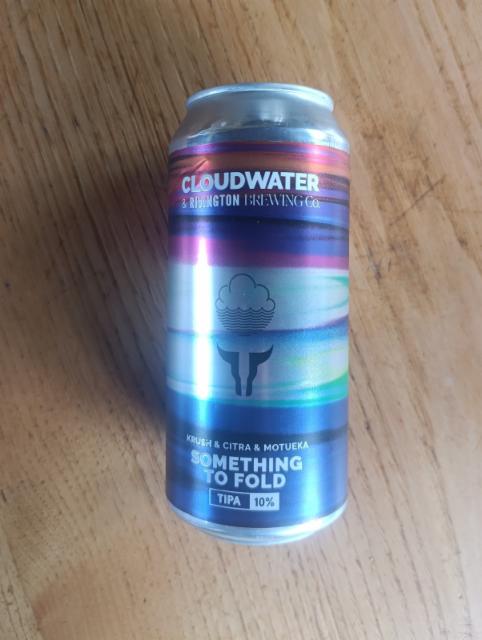 CLOUDWATER
& RIVINGTON BREWING Co.
KRUSH & CITRA & MOTUEKA
SOMETHING
TO FOLD
TIPA 10%